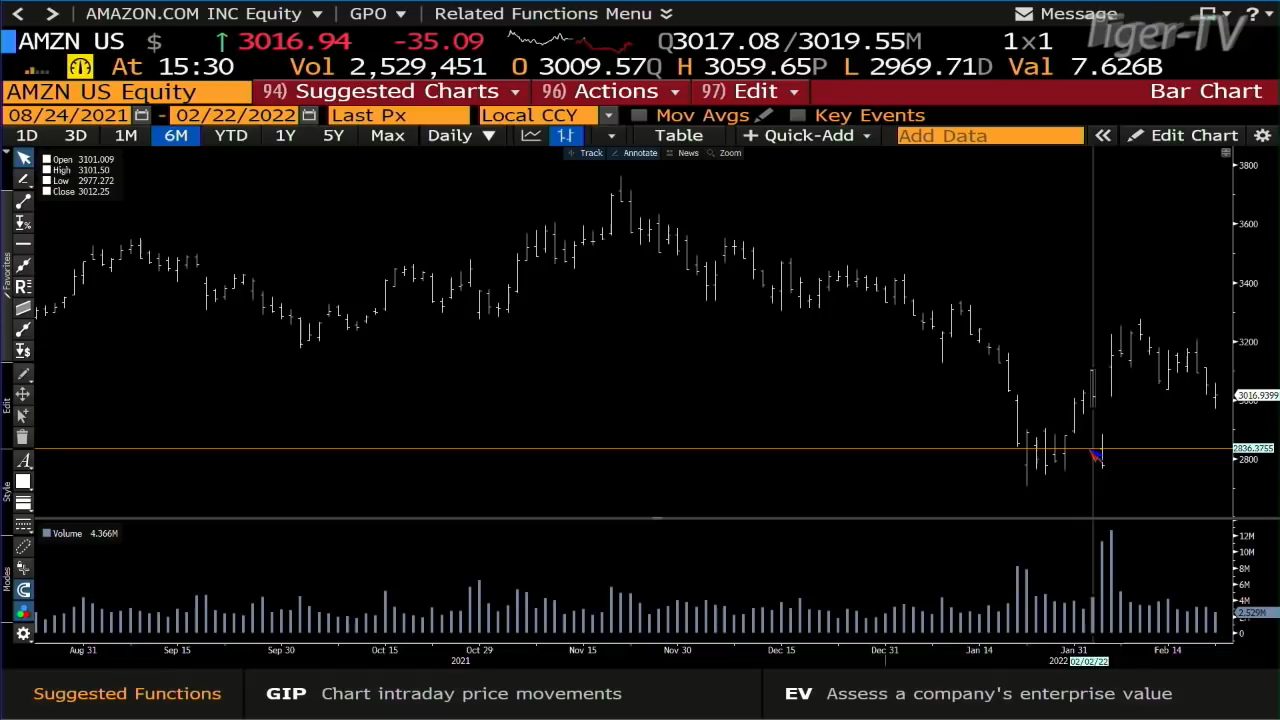 AMAZON.COM INC Equity GPO Related Functions Menu Message ?
Tiger-TV
AMZN US $ ↑ 3016.94 -35.09 Q3017.08/3019.55M 1x1
At 15:30 Vol 2,529,451 O 3009.57Q H 3059.65P L 2969.71D Val 7.626B
AMZN US Equity 94) Suggested Charts 96) Actions 97) Edit Bar Chart
08/24/2021 - 02/22/2022 Last Px Local CCY Mov Avgs Key Events
1D 3D 1M 6M YTD 1Y 5Y Max Daily ▼ Table + Quick-Add Add Data « Edit Chart
Track Annotate News Zoom
Open 3101.009
High 3101.50
Low 2977.272
Close 3012.25
3800
3600
3400
3200
3016.9399
3000
2836.3755
2800
Favorites
Edit
Style
Modes
Volume 4.366M
12M
10M
8M
6M
4M
2.529M
0
Aug 31 Sep 15 Sep 30 Oct 15 Oct 29 Nov 15 Nov 30 Dec 15 Dec 31 Jan 14 Jan 31 Feb 14
2021 2022 02/02/22
Suggested Functions GIP Chart intraday price movements EV Assess a company's enterprise value